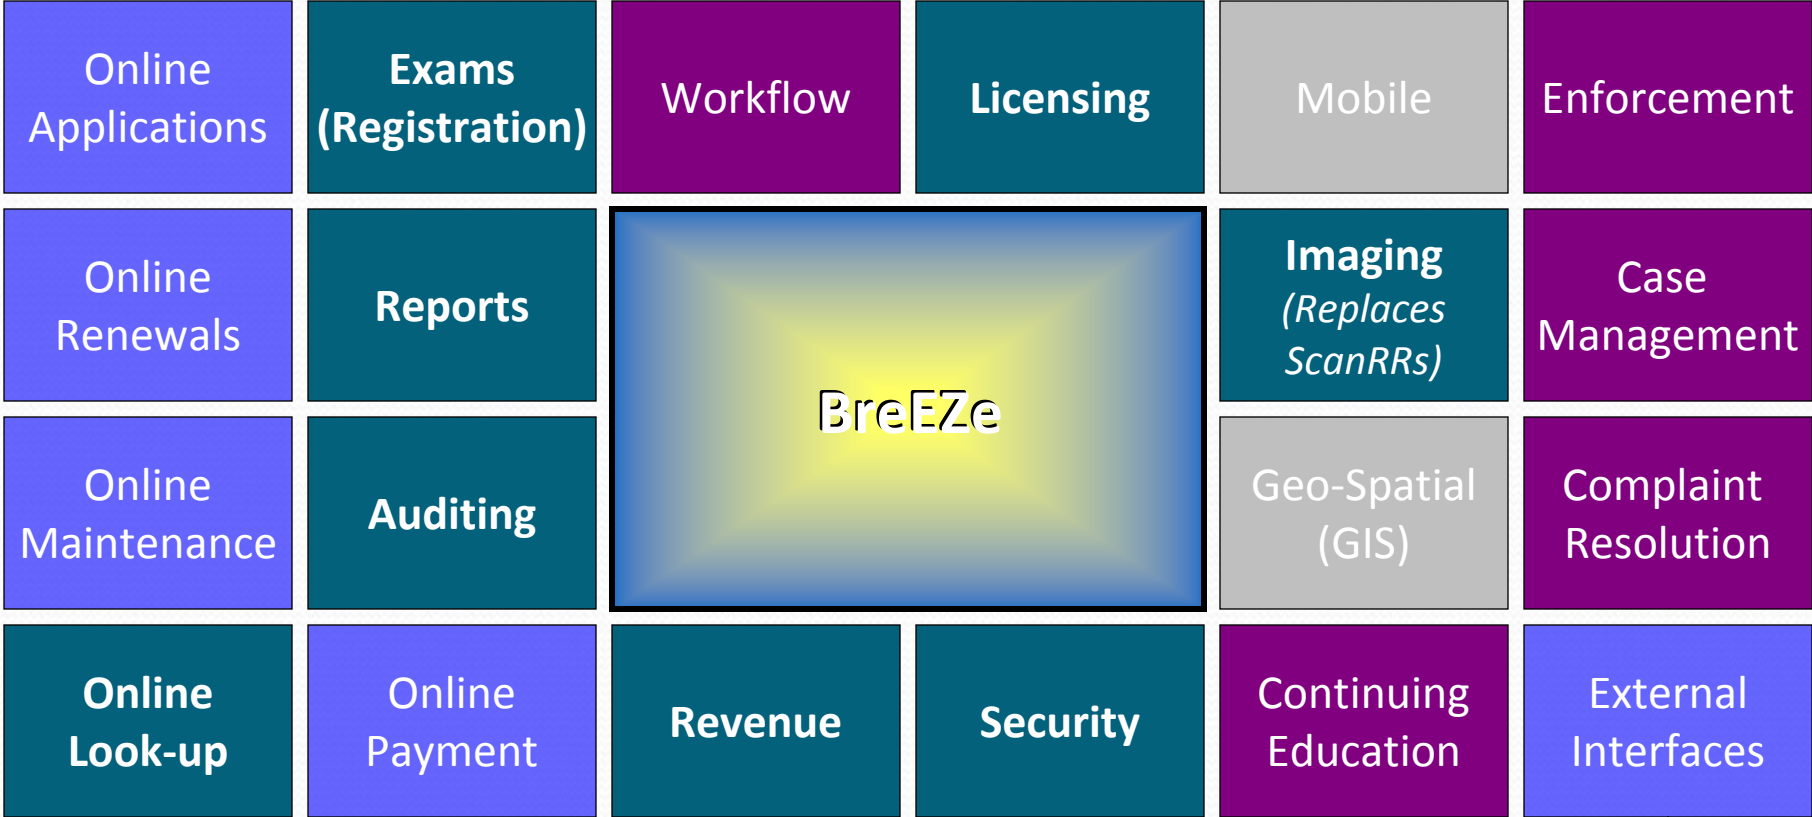 Online
Applications
Exams
(Registration)
Workflow
Licensing
Mobile
Enforcement
Online
Renewals
Reports
BreEZe
Imaging
(Replaces
ScanRRs)
Case
Management
Online
Maintenance
Auditing
Geo-Spatial
(GIS)
Complaint
Resolution
Online
Look-up
Online
Payment
Revenue
Security
Continuing
Education
External
Interfaces